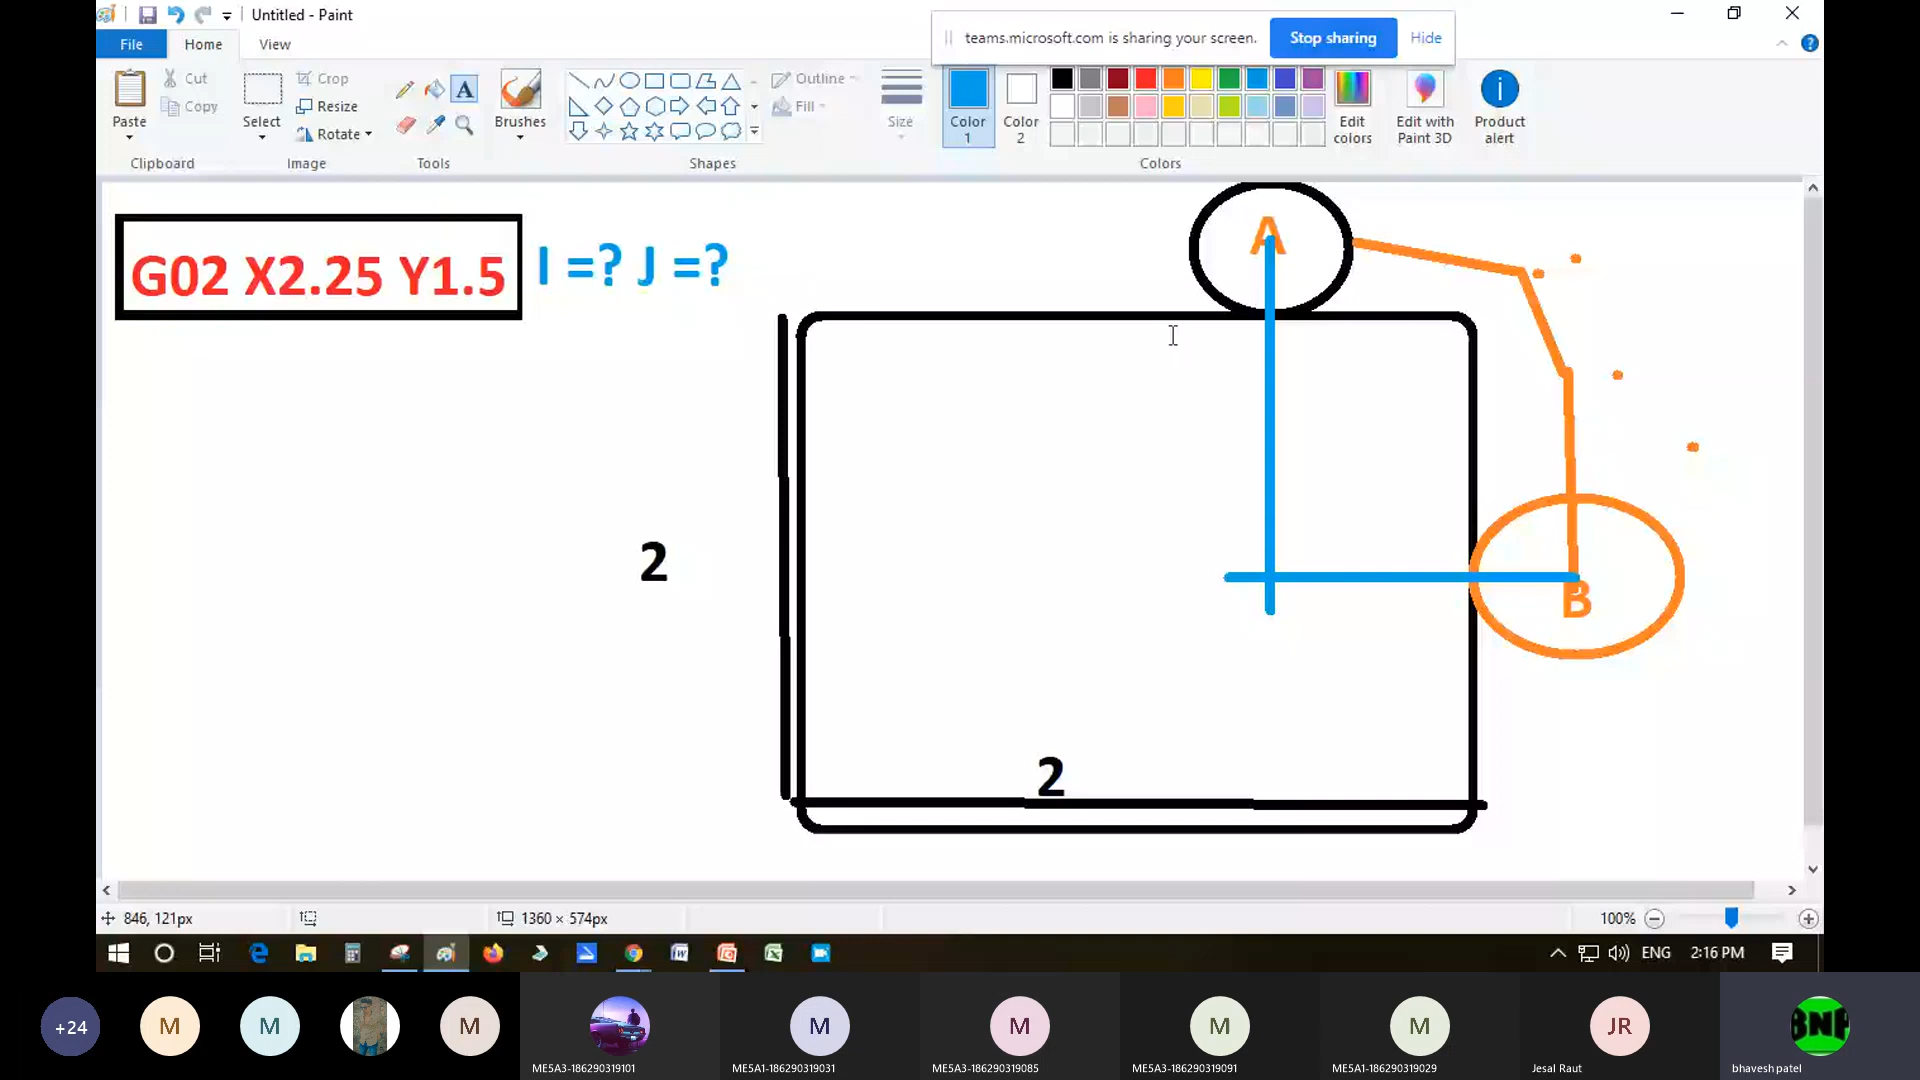 Untitled - Paint
teams.microsoft.com is sharing your screen. Stop sharing Hide
File Home View
Paste
Cut
Copy
Clipboard
Select
Crop
Resize
Rotate
Image
A
Tools
Brushes
Outline
Fill
Shapes
Size
Color 1
Color 2
Edit colors
Edit with Paint 3D
Product alert
Colors
G02 X2.25 Y1.5 I =? J =?
A
2
B
2
846, 121px
1360 × 574px
100%
ENG 2:16 PM
+24 M M M M M M M JR BNP
ME5A3-186290319101 ME5A1-186290319031 ME5A3-186290319085 ME5A3-186290319091 ME5A1-186290319029 Jesal Raut bhavesh patel